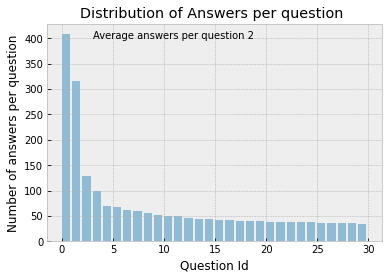 Distribution of Answers per question
Average answers per question 2
Number of answers per question
400
350
300
250
200
150
100
50
0
0 5 10 15 20 25 30
Question Id